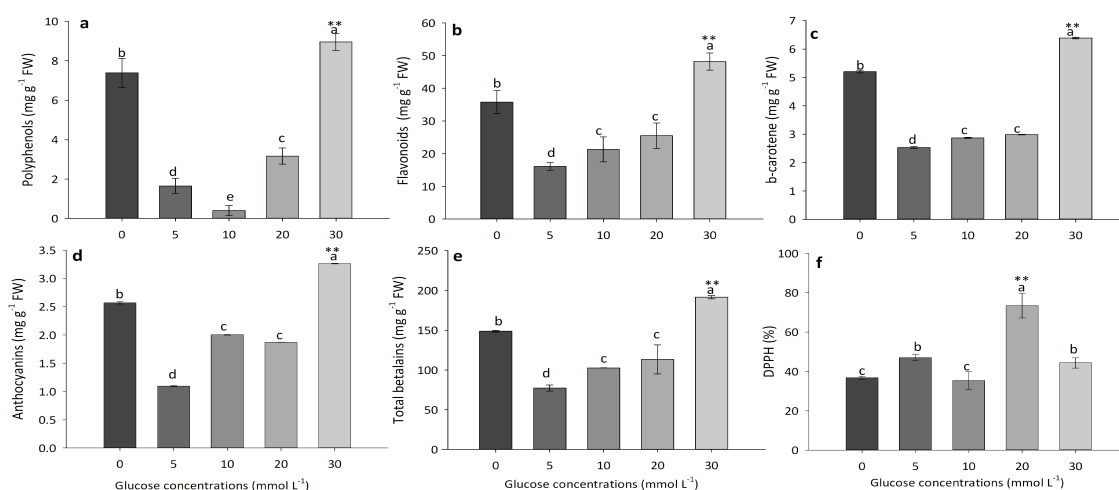 a
Polyphenols (mg g⁻¹ FW)
10
8
6
4
2
0
b
d
e
c
**
a
0 5 10 20 30
b
Flavonoids (mg g⁻¹ FW)
60
50
40
30
20
10
0
b
d
c
c
**
a
0 5 10 20 30
c
b-carotene (mg g⁻¹ FW)
7
6
5
4
3
2
1
0
b
d
c
c
**
a
0 5 10 20 30
d
Anthocyanins (mg g⁻¹ FW)
3.5
3.0
2.5
2.0
1.5
1.0
0.5
0.0
b
d
c
c
**
a
0 5 10 20 30
Glucose concentrations (mmol L⁻¹)
e
Total betalains (mg g⁻¹ FW)
250
200
150
100
50
0
b
d
c
c
**
a
0 5 10 20 30
Glucose concentrations (mmol L⁻¹)
f
DPPH (%)
100
80
60
40
20
0
c
b
c
**
a
b
0 5 10 20 30
Glucose concentrations (mmol L⁻¹)